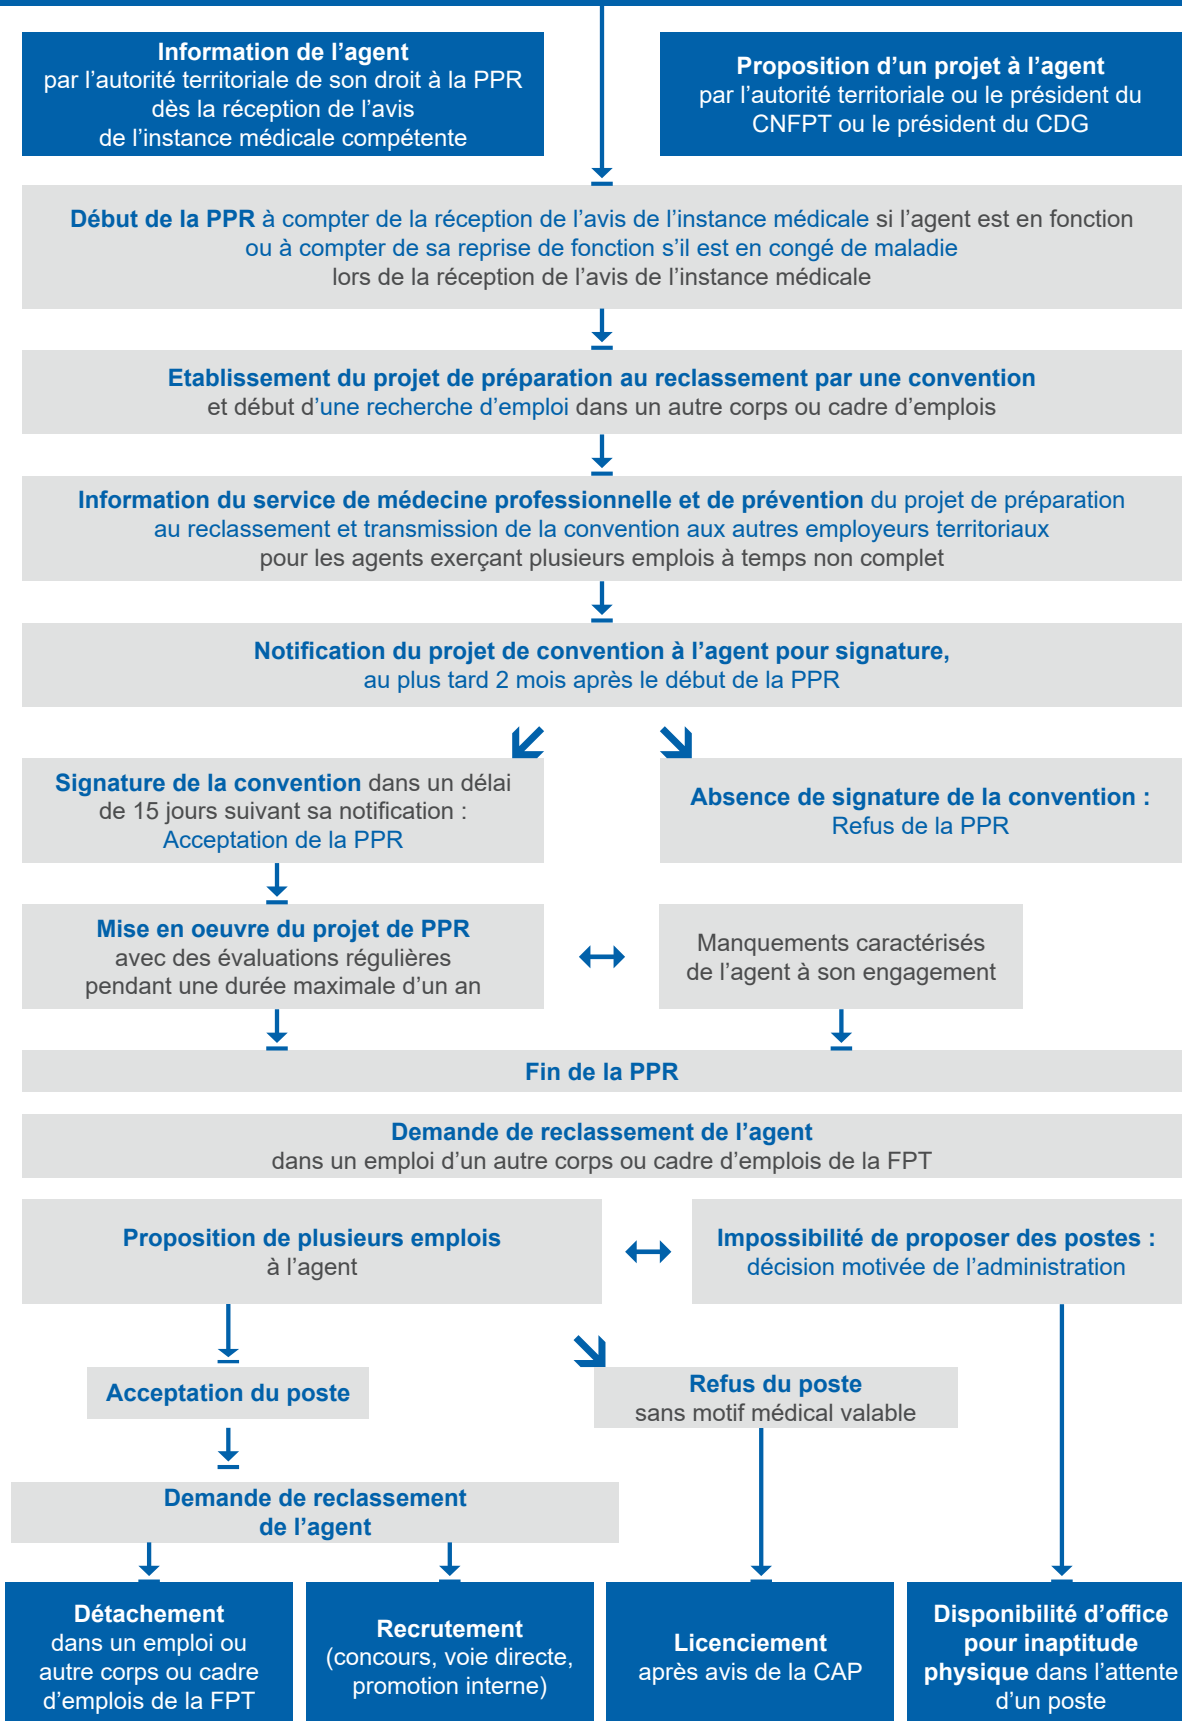 Information de l’agent
par l’autorité territoriale de son droit à la PPR
dès la réception de l’avis
de l’instance médicale compétente
Proposition d’un projet à l’agent
par l’autorité territoriale ou le président du
CNFPT ou le président du CDG
Début de la PPR à compter de la réception de l’avis de l’instance médicale si l’agent est en fonction
ou à compter de sa reprise de fonction s’il est en congé de maladie
lors de la réception de l’avis de l’instance médicale
Etablissement du projet de préparation au reclassement par une convention
et début d’une recherche d’emploi dans un autre corps ou cadre d’emplois
Information du service de médecine professionnelle et de prévention du projet de préparation
au reclassement et transmission de la convention aux autres employeurs territoriaux
pour les agents exerçant plusieurs emplois à temps non complet
Notification du projet de convention à l’agent pour signature,
au plus tard 2 mois après le début de la PPR
Signature de la convention dans un délai
de 15 jours suivant sa notification :
Acceptation de la PPR
Absence de signature de la convention :
Refus de la PPR
Mise en oeuvre du projet de PPR
avec des évaluations régulières
pendant une durée maximale d’un an
Manquements caractérisés
de l’agent à son engagement
Fin de la PPR
Demande de reclassement de l’agent
dans un emploi d’un autre corps ou cadre d’emplois de la FPT
Proposition de plusieurs emplois
à l’agent
Impossibilité de proposer des postes :
décision motivée de l’administration
Acceptation du poste
Refus du poste
sans motif médical valable
Demande de reclassement
de l’agent
Détachement
dans un emploi ou
autre corps ou cadre
d’emplois de la FPT
Recrutement
(concours, voie directe,
promotion interne)
Licenciement
après avis de la CAP
Disponibilité d’office
pour inaptitude
physique dans l’attente
d’un poste